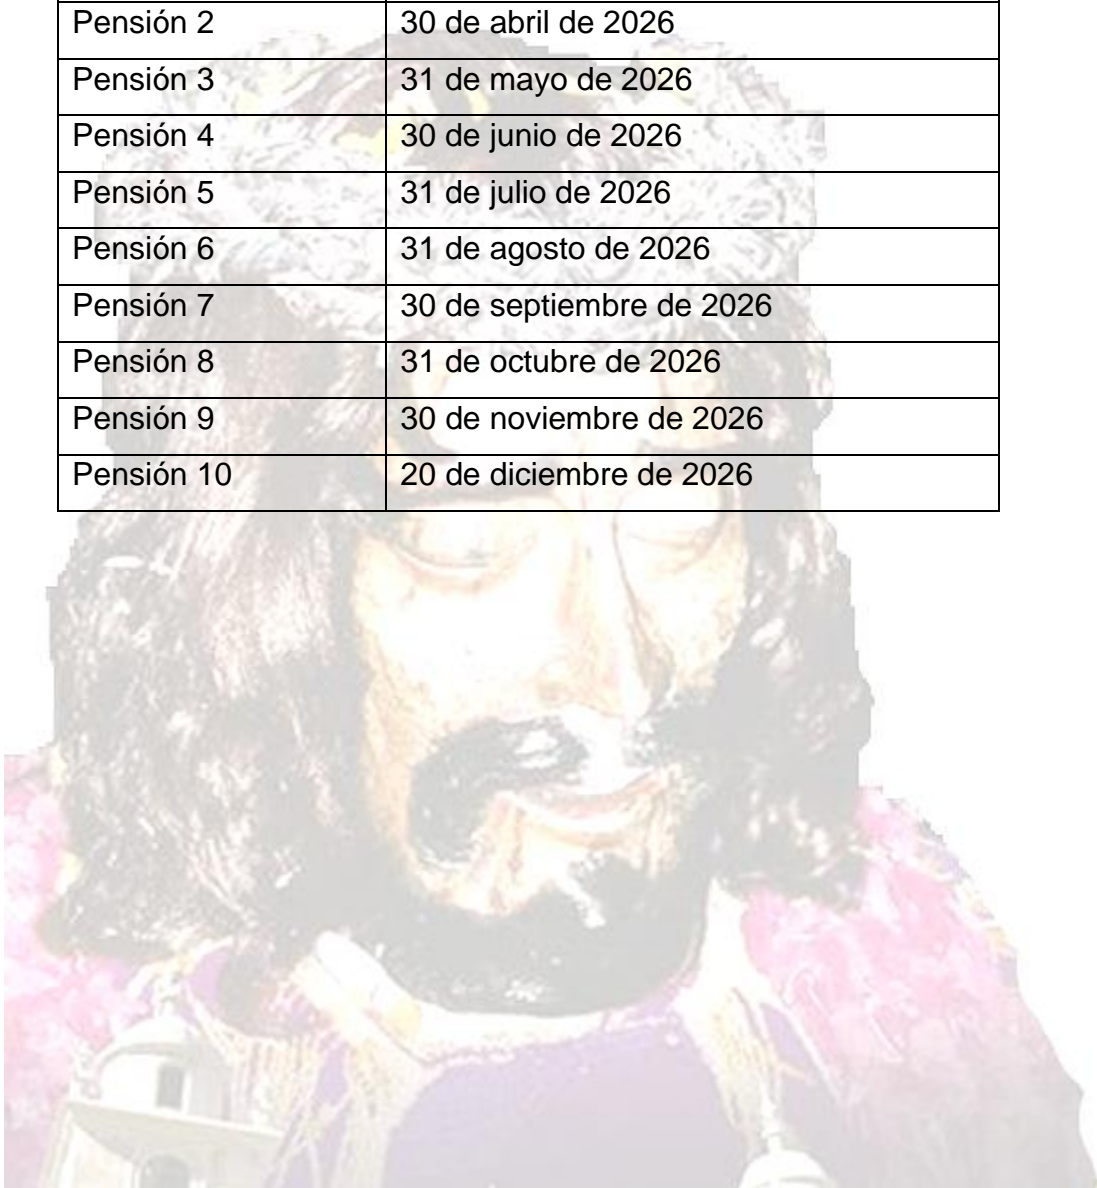 Pensión 2 30 de abril de 2026
Pensión 3 31 de mayo de 2026
Pensión 4 30 de junio de 2026
Pensión 5 31 de julio de 2026
Pensión 6 31 de agosto de 2026
Pensión 7 30 de septiembre de 2026
Pensión 8 31 de octubre de 2026
Pensión 9 30 de noviembre de 2026
Pensión 10 20 de diciembre de 2026